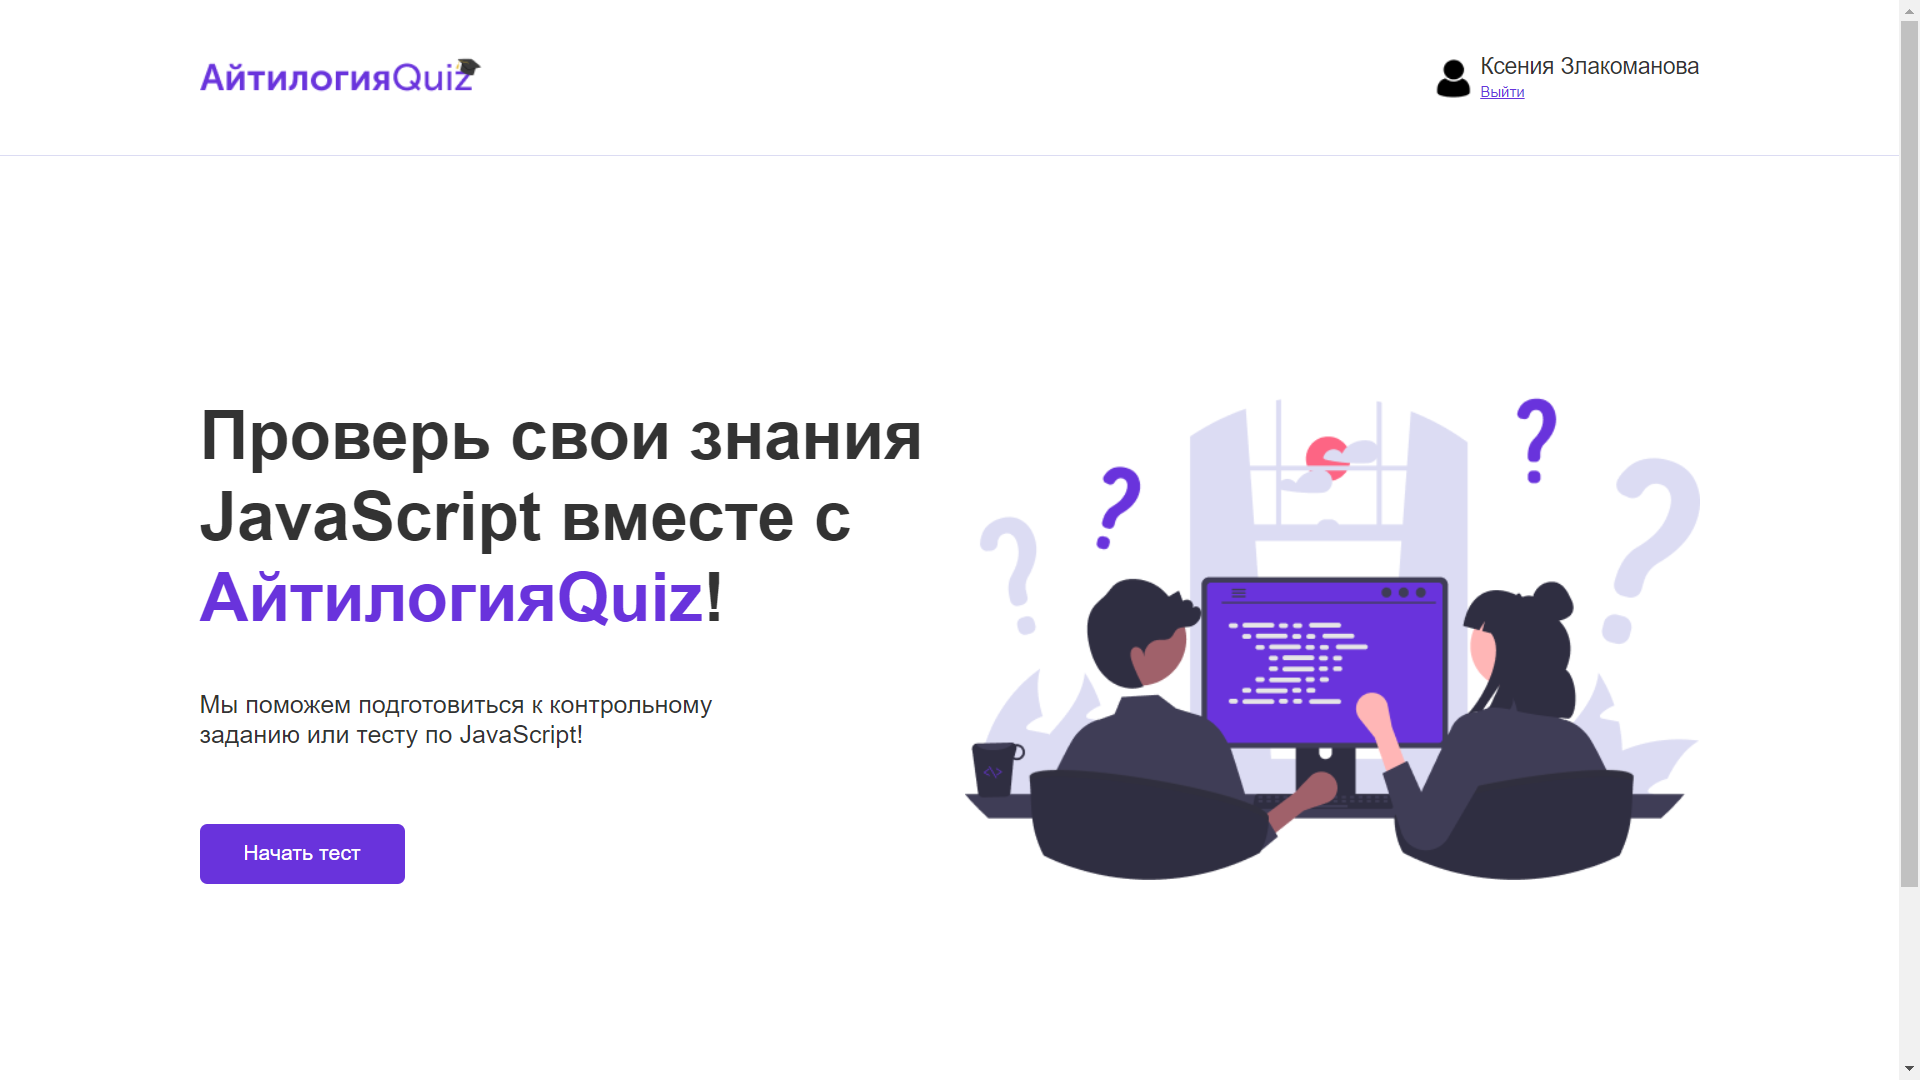 АйтилогияQuiz
Ксения Злакоманова
Выйти
Проверь свои знания
JavaScript вместе с
АйтилогияQuiz!
Мы поможем подготовиться к контрольному
заданию или тесту по JavaScript!
Начать тест